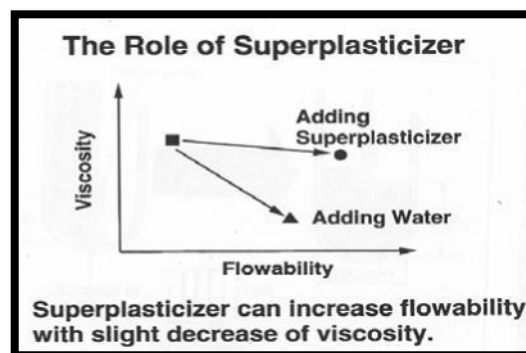 The Role of Superplasticizer
Adding
Superplasticizer
Viscosity
Adding Water
Flowability
Superplasticizer can increase flowability
with slight decrease of viscosity.